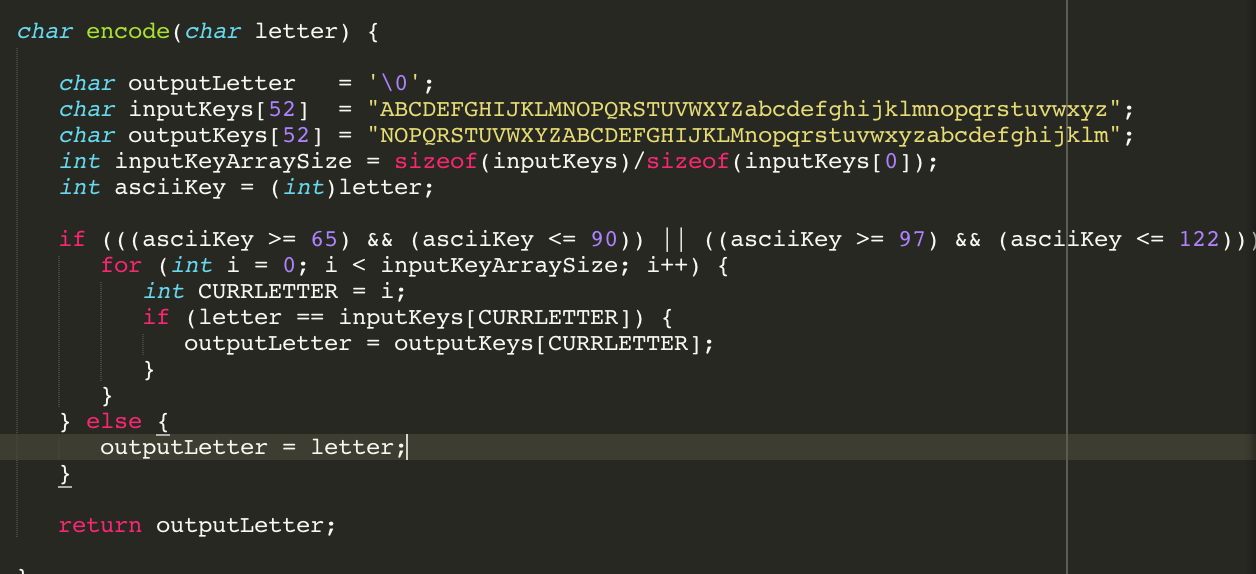 char encode(char letter) {
char outputLetter   = '\0';
char inputKeys[52]  = "ABCDEFGHIJKLMNOPQRSTUVWXYZabcdefghijklmnopqrstuvwxyz";
char outputKeys[52] = "NOPQRSTUVWXYZABCDEFGHIJKLMnopqrstuvwxyzabcdefghijklm";
int inputKeyArraySize = sizeof(inputKeys)/sizeof(inputKeys[0]);
int asciiKey = (int)letter;
if (((asciiKey >= 65) && (asciiKey <= 90)) || ((asciiKey >= 97) && (asciiKey <= 122)))
for (int i = 0; i < inputKeyArraySize; i++) {
int CURRLETTER = i;
if (letter == inputKeys[CURRLETTER]) {
outputLetter = outputKeys[CURRLETTER];
}
}
} else {
outputLetter = letter;
}
return outputLetter;
}